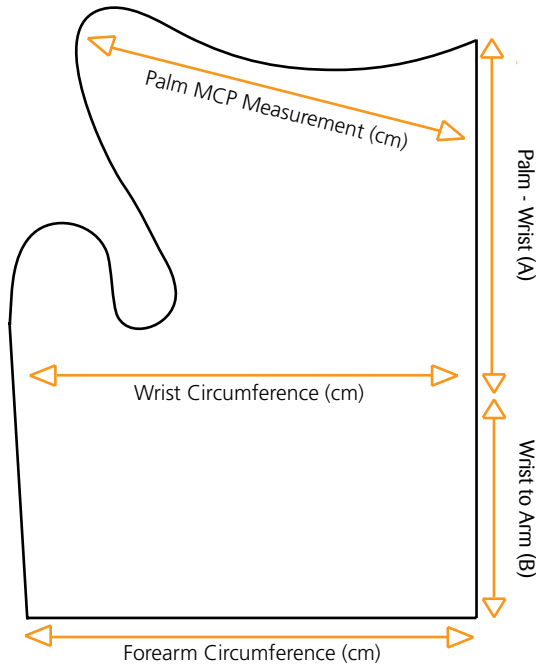 Palm MCP Measurement (cm)
Palm - Wrist (A)
Wrist Circumference (cm)
Wrist to Arm (B)
Forearm Circumference (cm)